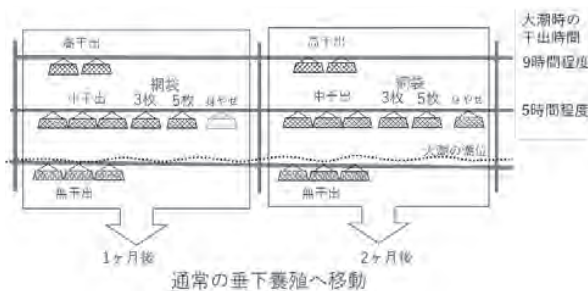 大潮時の
干出時間
高干出
高干出
9時間程度
網袋
中干出 3枚 5枚 身やせ
網袋
中干出 3枚 5枚 身やせ
5時間程度
大潮の潮位
無干出
無干出
1ヶ月後
2ヶ月後
通常の垂下養殖へ移動